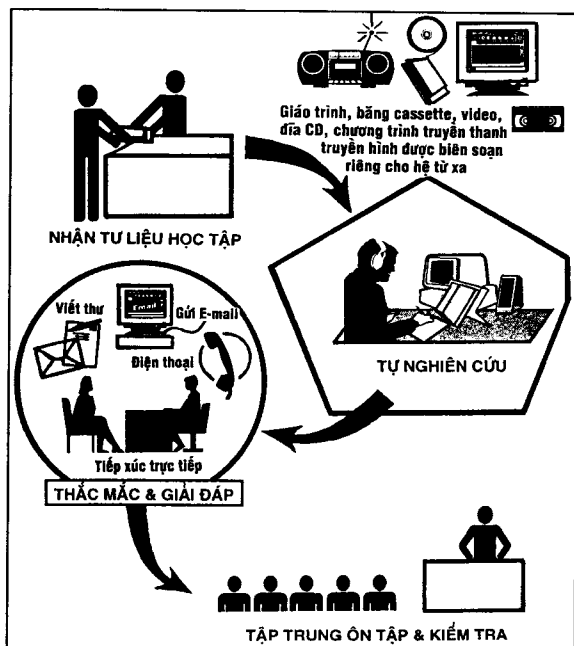 Giáo trình, băng cassette, video,
đĩa CD, chương trình truyền thanh
truyền hình được biên soạn
riêng cho hệ từ xa
NHẬN TƯ LIỆU HỌC TẬP
TỰ NGHIÊN CỨU
Viết thư
Gửi E-mail
Điện thoại
Tiếp xúc trực tiếp
THẮC MẮC & GIẢI ĐÁP
TẬP TRUNG ÔN TẬP & KIỂM TRA